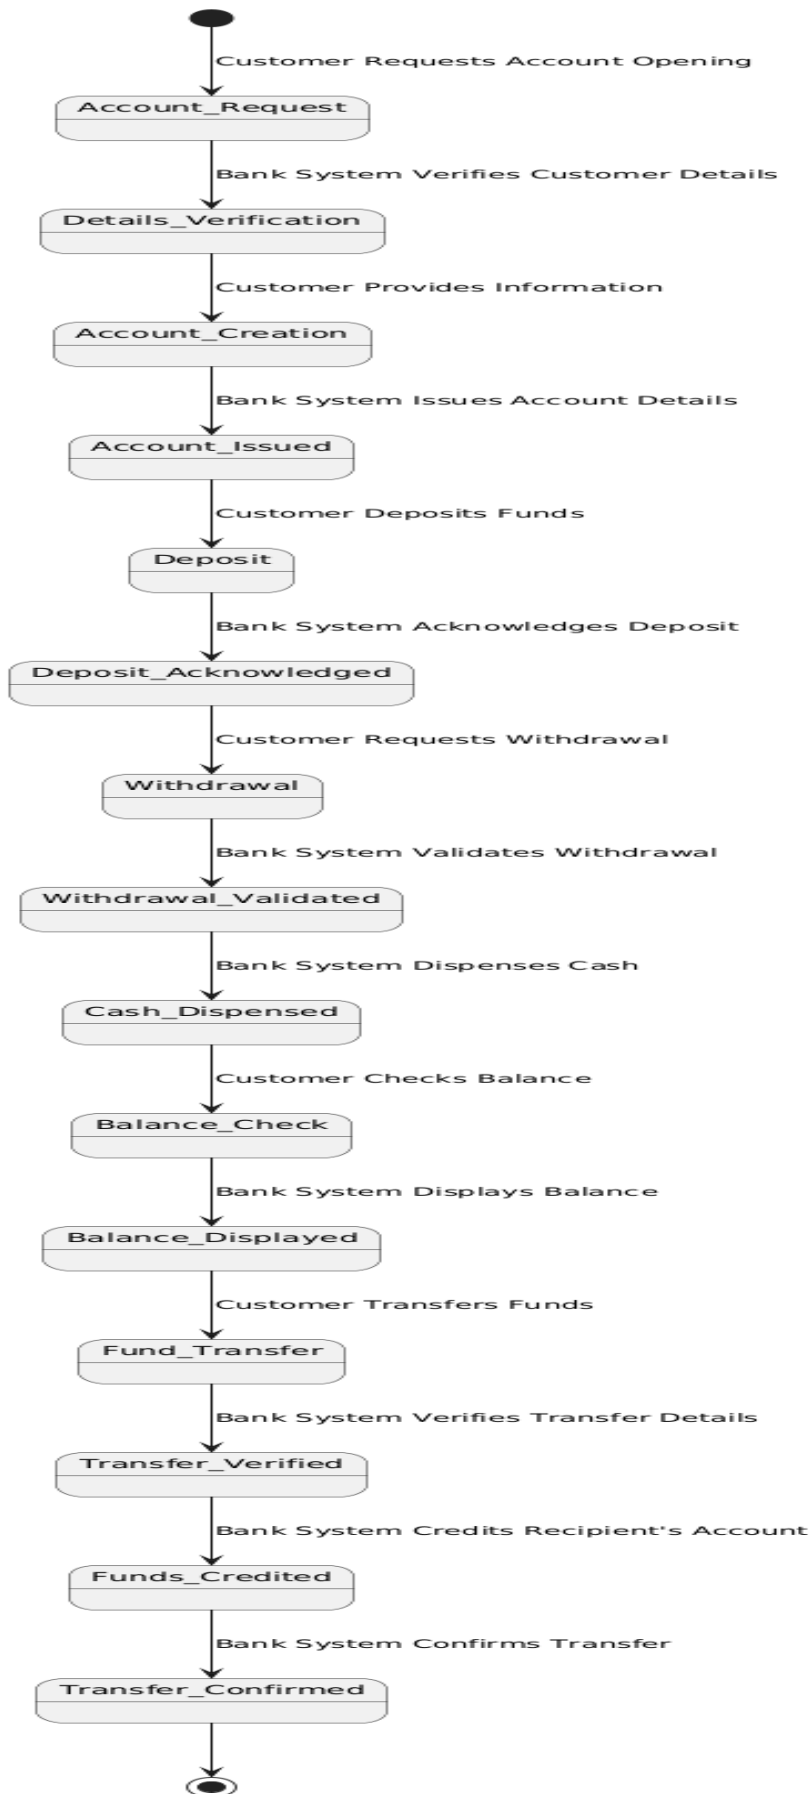 Customer Requests Account Opening
Account_Request
Bank System Verifies Customer Details
Details_Verification
Customer Provides Information
Account_Creation
Bank System Issues Account Details
Account_Issued
Customer Deposits Funds
Deposit
Bank System Acknowledges Deposit
Deposit_Acknowledged
Customer Requests Withdrawal
Withdrawal
Bank System Validates Withdrawal
Withdrawal_Validated
Bank System Dispenses Cash
Cash_Dispensed
Customer Checks Balance
Balance_Check
Bank System Displays Balance
Balance_Displayed
Customer Transfers Funds
Fund_Transfer
Bank System Verifies Transfer Details
Transfer_Verified
Bank System Credits Recipient's Account
Funds_Credited
Bank System Confirms Transfer
Transfer_Confirmed